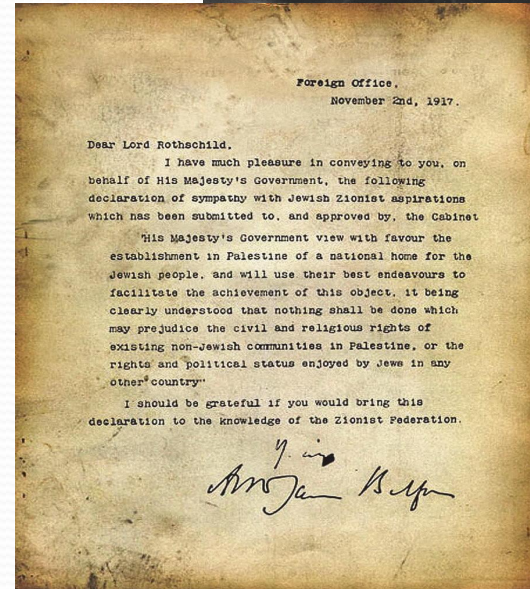 Foreign Office,
November 2nd, 1917.
Dear Lord Rothschild,
I have much pleasure in conveying to you, on
behalf of His Majesty's Government, the following
declaration of sympathy with Jewish Zionist aspirations
which has been submitted to, and approved by, the Cabinet
"His Majesty's Government view with favour the
establishment in Palestine of a national home for the
Jewish people, and will use their best endeavours to
facilitate the achievement of this object, it being
clearly understood that nothing shall be done which
may prejudice the civil and religious rights of
existing non-Jewish communities in Palestine, or the
rights and political status enjoyed by Jews in any
other country"
I should be grateful if you would bring this
declaration to the knowledge of the Zionist Federation.